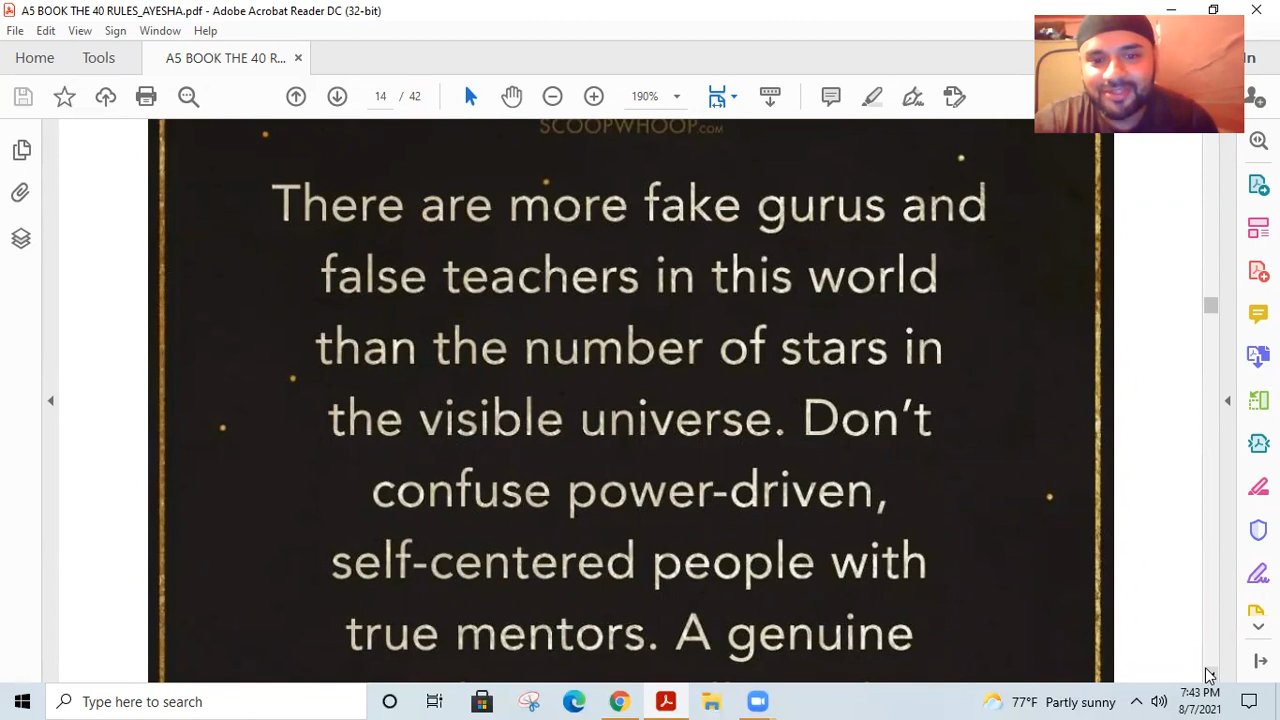 A5 BOOK THE 40 RULES_AYESHA.pdf - Adobe Acrobat Reader DC (32-bit)
File Edit View Sign Window Help
Home Tools A5 BOOK THE 40 R... In
14 / 42 190%
SCOOPWHOOP.COM
There are more fake gurus and
false teachers in this world
than the number of stars in
the visible universe. Don't
confuse power-driven,
self-centered people with
true mentors. A genuine
Type here to search
77°F Partly sunny
7:43 PM
8/7/2021